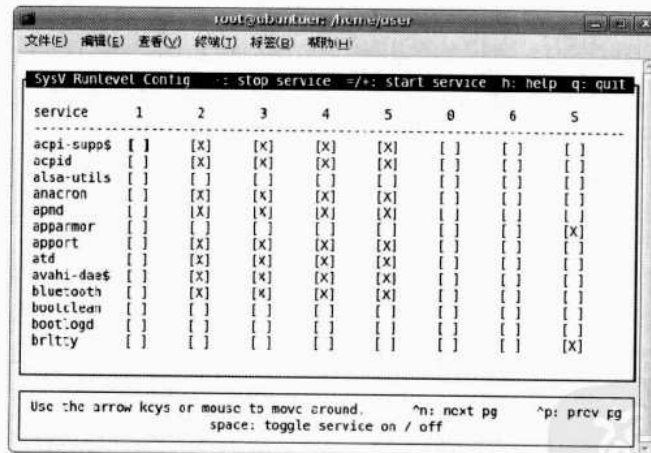 root@ubuntuer: /home/user
文件(F) 编辑(E) 查看(V) 终端(T) 标签(B) 帮助(H)
SysV Runlevel Config -: stop service =/+: start service h: help q: quit
service 1 2 3 4 5 0 6 S
acpi-supp$ [ ] [X] [X] [X] [X] [ ] [ ] [ ]
acpid [ ] [X] [X] [X] [X] [ ] [ ] [ ]
alsa-utils [ ] [ ] [ ] [ ] [ ] [ ] [ ] [ ]
anacron [ ] [X] [X] [X] [X] [ ] [ ] [ ]
apmd [ ] [X] [X] [X] [X] [ ] [ ] [ ]
apparmor [ ] [ ] [ ] [ ] [ ] [ ] [ ] [X]
apport [ ] [X] [X] [X] [X] [ ] [ ] [ ]
atd [ ] [X] [X] [X] [X] [ ] [ ] [ ]
avahi-dae$ [ ] [X] [X] [X] [X] [ ] [ ] [ ]
bluetooth [ ] [X] [X] [X] [X] [ ] [ ] [ ]
bootclean [ ] [ ] [ ] [ ] [ ] [ ] [ ] [ ]
bootlogd [ ] [ ] [ ] [ ] [ ] [ ] [ ] [ ]
brltty [ ] [ ] [ ] [ ] [ ] [ ] [ ] [X]
Use the arrow keys or mouse to move around. ^n: next pg ^p: prev pg
space: toggle service on / off